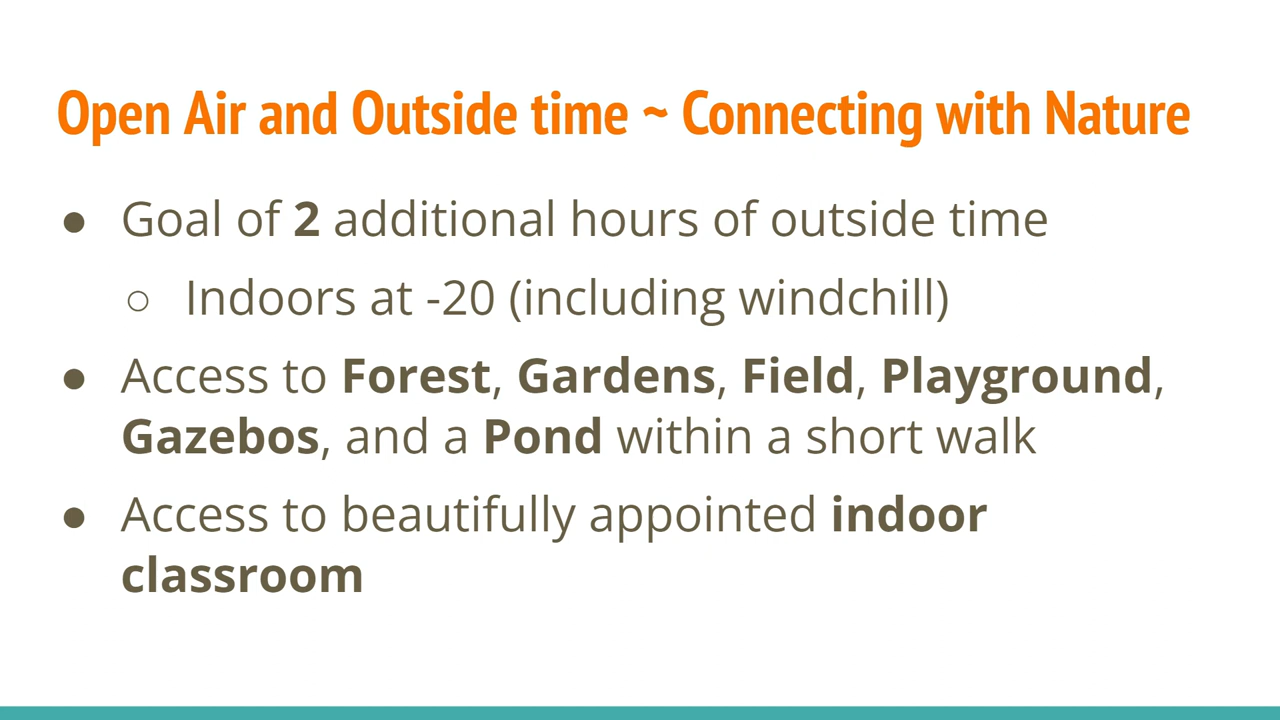 Open Air and Outside time ~ Connecting with Nature
● Goal of 2 additional hours of outside time
○ Indoors at -20 (including windchill)
● Access to Forest, Gardens, Field, Playground,
Gazebos, and a Pond within a short walk
● Access to beautifully appointed indoor
classroom